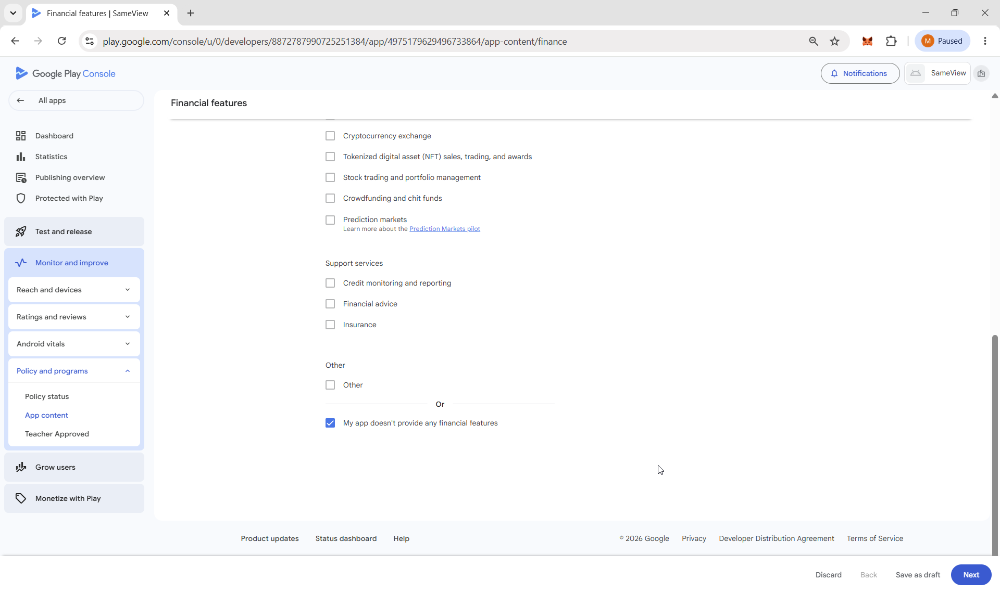 Financial features | SameView
play.google.com/console/u/0/developers/8872787990725251384/app/4975179629496733864/app-content/finance
M Paused
Google Play Console
Notifications
SameView
All apps
Financial features
Dashboard
Statistics
Publishing overview
Protected with Play
Test and release
Monitor and improve
Reach and devices
Ratings and reviews
Android vitals
Policy and programs
Policy status
App content
Teacher Approved
Grow users
Monetize with Play
Cryptocurrency exchange
Tokenized digital asset (NFT) sales, trading, and awards
Stock trading and portfolio management
Crowdfunding and chit funds
Prediction markets
Learn more about the Prediction Markets pilot
Support services
Credit monitoring and reporting
Financial advice
Insurance
Other
Other
Or
My app doesn't provide any financial features
Product updates
Status dashboard
Help
© 2026 Google
Privacy
Developer Distribution Agreement
Terms of Service
Discard
Back
Save as draft
Next